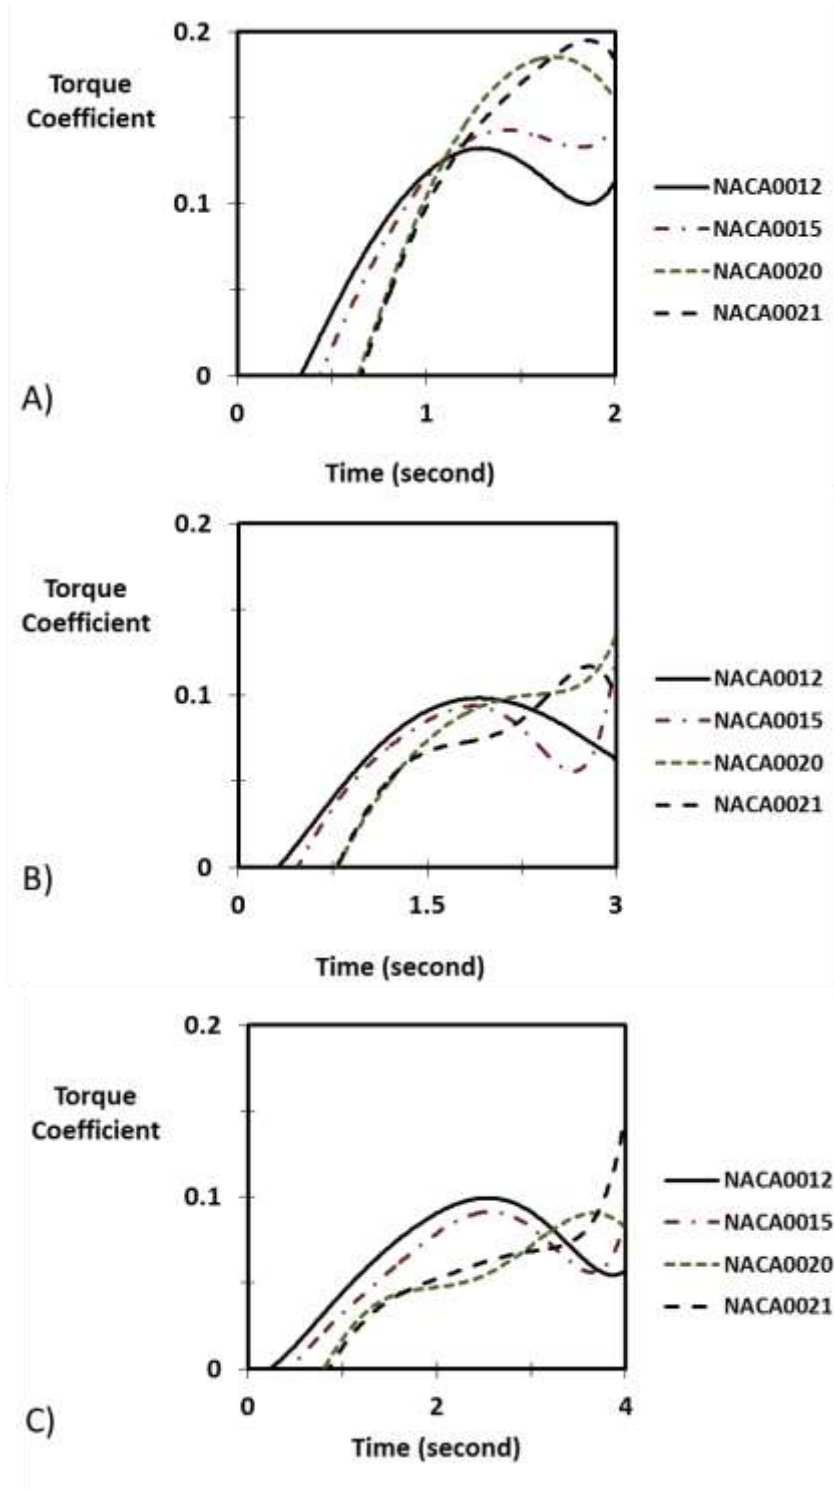 0.2
Torque
Coefficient
0.1
0
0
1
2
Time (second)
NACA0012
NACA0015
NACA0020
NACA0021
A)
0.2
Torque
Coefficient
0.1
0
0
1.5
3
Time (second)
NACA0012
NACA0015
NACA0020
NACA0021
B)
0.2
Torque
Coefficient
0.1
0
0
2
4
Time (second)
NACA0012
NACA0015
NACA0020
NACA0021
C)